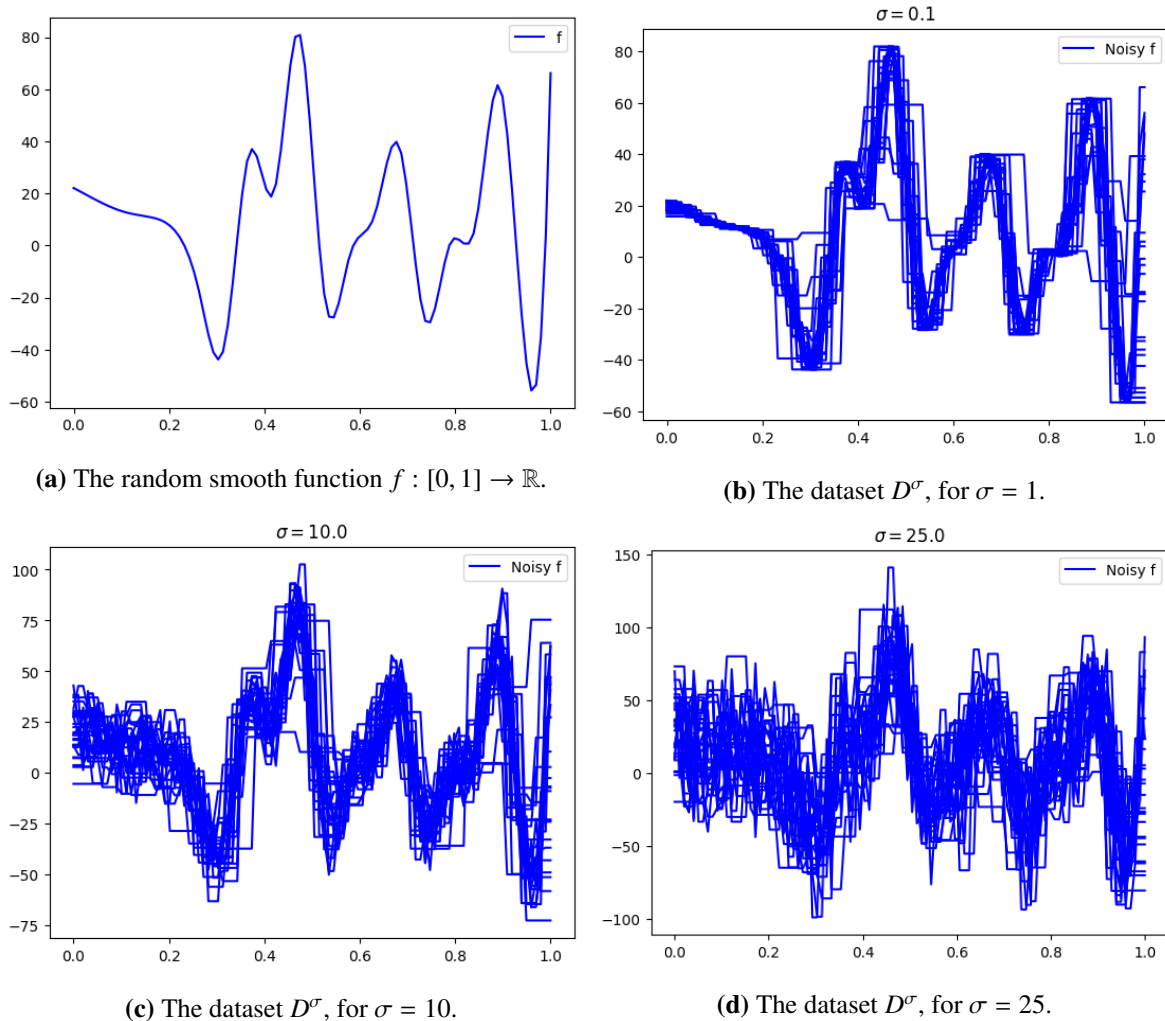 80
60
40
20
0
−20
−40
−60
0.0 0.2 0.4 0.6 0.8 1.0
f
(a) The random smooth function f : [0, 1] → ℝ.
σ = 0.1
80
60
40
20
0
−20
−40
−60
0.0 0.2 0.4 0.6 0.8 1.0
Noisy f
(b) The dataset D^σ, for σ = 1.
σ = 10.0
100
75
50
25
0
−25
−50
−75
0.0 0.2 0.4 0.6 0.8 1.0
Noisy f
(c) The dataset D^σ, for σ = 10.
σ = 25.0
150
100
50
0
−50
−100
0.0 0.2 0.4 0.6 0.8 1.0
Noisy f
(d) The dataset D^σ, for σ = 25.